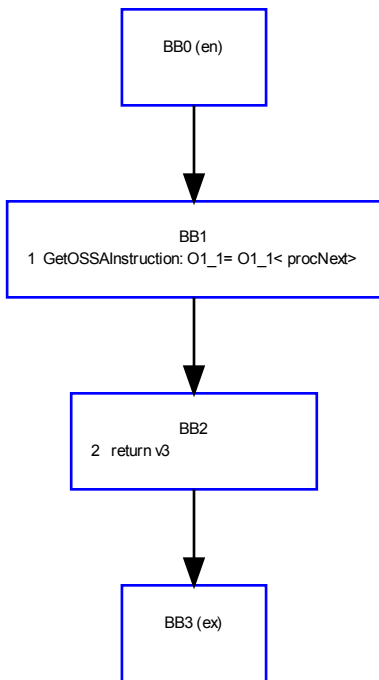 BB0 (en)
BB1
1 GetOSSAInstruction: O1_1= O1_1< procNext>
BB2
2 return v3
BB3 (ex)